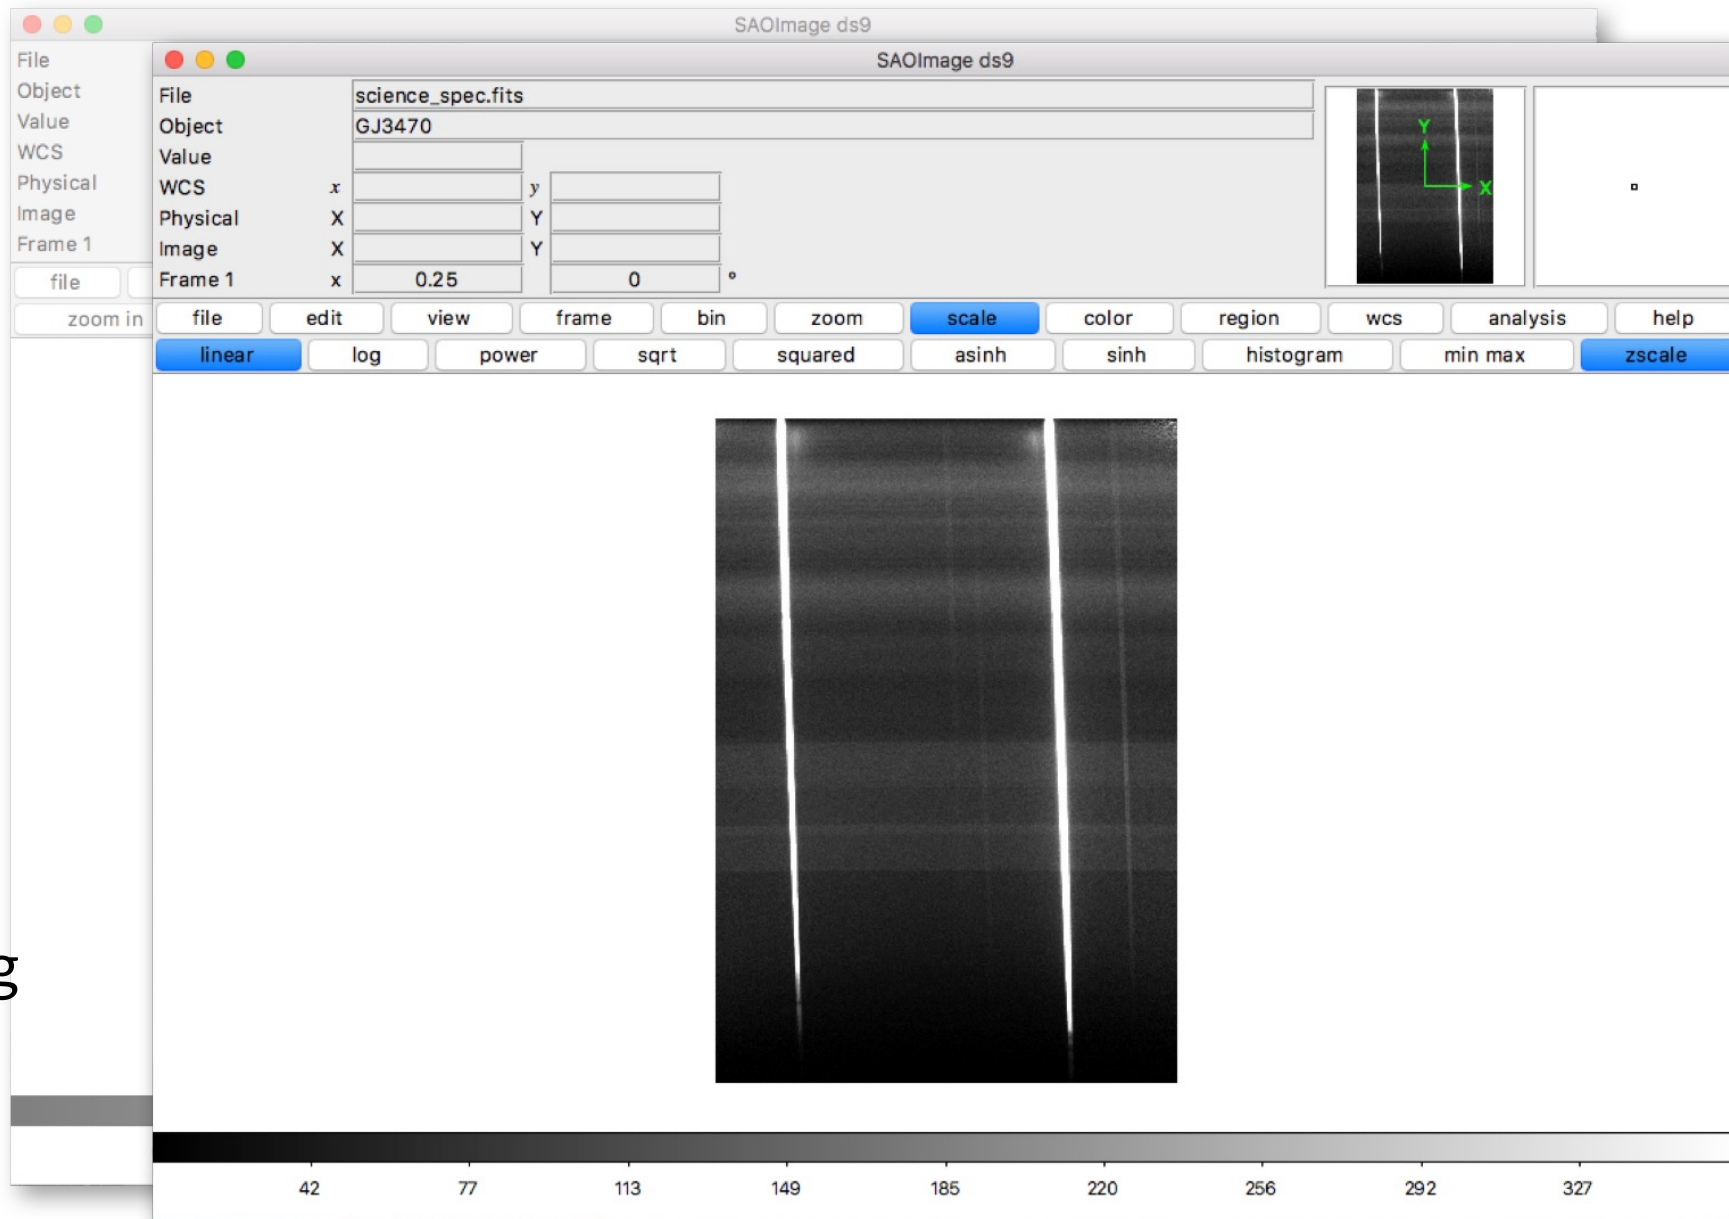 SAOImage ds9
File
Object
Value
WCS
Physical
Image
Frame 1
file
zoom in
SAOImage ds9
File science_spec.fits
Object GJ3470
Value
WCS x y
Physical X Y
Image X Y
Frame 1 x 0.25 0 °
Y
X
file edit view frame bin zoom scale color region wcs analysis help
linear log power sqrt squared asinh sinh histogram min max zscale
g
42 77 113 149 185 220 256 292 327